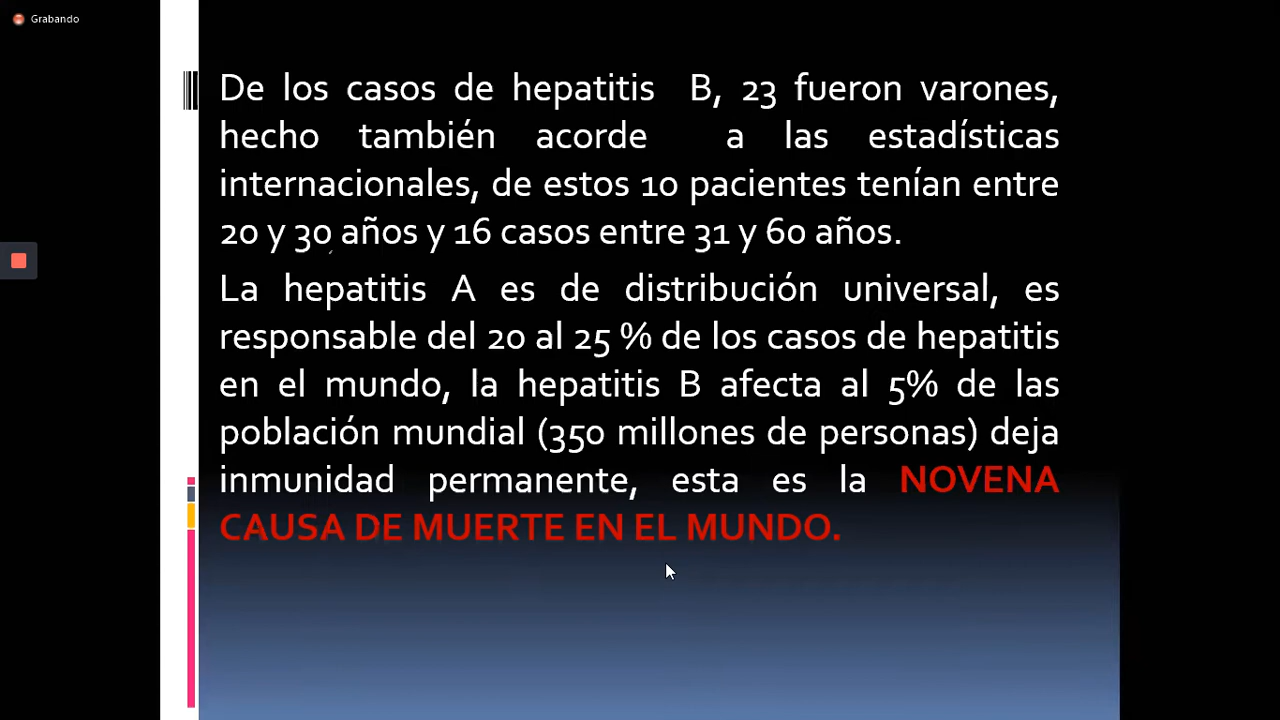 Grabando
De los casos de hepatitis B, 23 fueron varones,
hecho también acorde a las estadísticas
internacionales, de estos 10 pacientes tenían entre
20 y 30 años y 16 casos entre 31 y 60 años.
La hepatitis A es de distribución universal, es
responsable del 20 al 25 % de los casos de hepatitis
en el mundo, la hepatitis B afecta al 5% de las
población mundial (350 millones de personas) deja
inmunidad permanente, esta es la NOVENA
CAUSA DE MUERTE EN EL MUNDO.